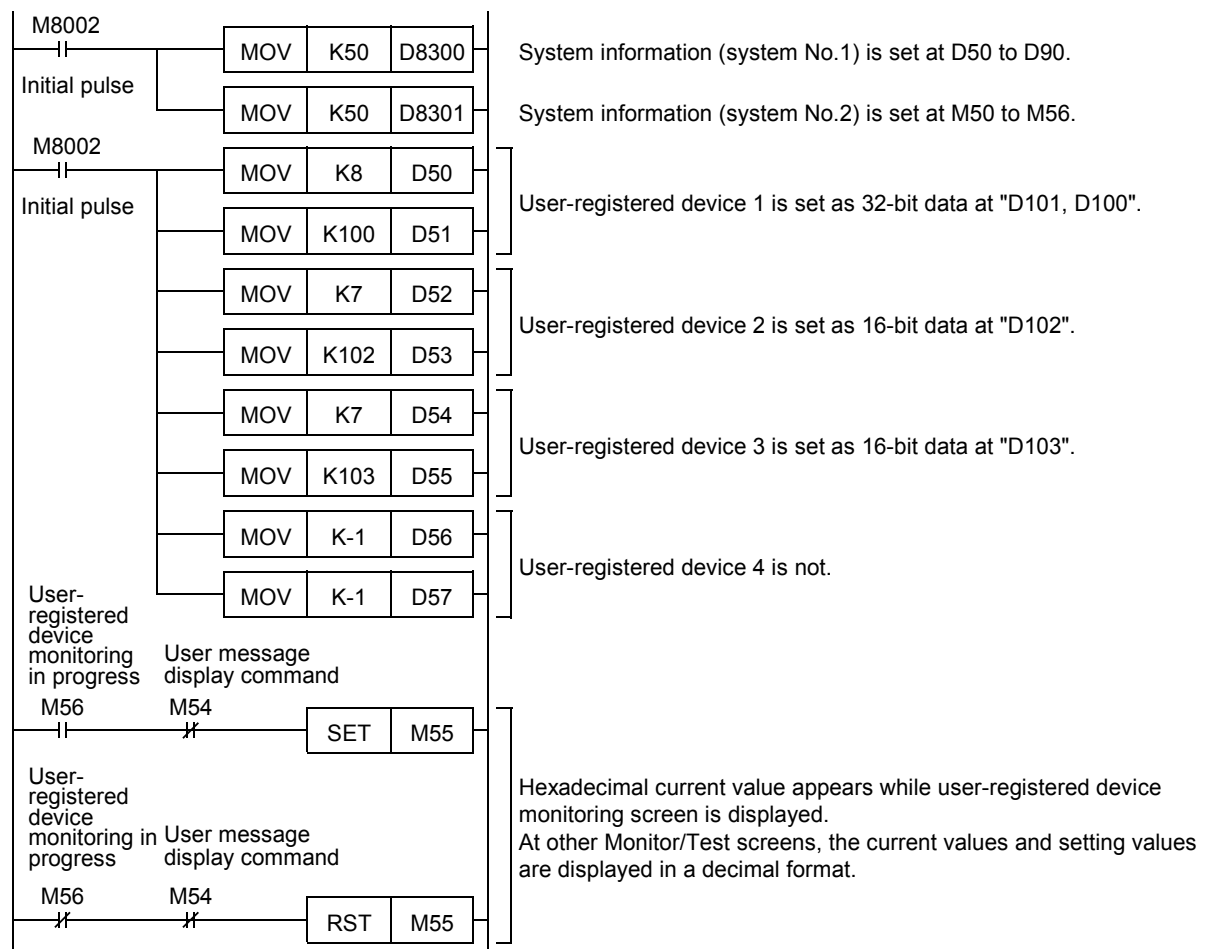 M8002
MOV K50 D8300
System information (system No.1) is set at D50 to D90.
Initial pulse
MOV K50 D8301
System information (system No.2) is set at M50 to M56.
M8002
MOV K8 D50
Initial pulse
User-registered device 1 is set as 32-bit data at "D101, D100".
MOV K100 D51
MOV K7 D52
User-registered device 2 is set as 16-bit data at "D102".
MOV K102 D53
MOV K7 D54
User-registered device 3 is set as 16-bit data at "D103".
MOV K103 D55
MOV K-1 D56
User-registered device 4 is not.
MOV K-1 D57
User-
registered
device
monitoring
in progress
User message
display command
M56 M54
SET M55
User-
registered
device
monitoring in
progress
User message
display command
Hexadecimal current value appears while user-registered device
monitoring screen is displayed.
At other Monitor/Test screens, the current values and setting values
are displayed in a decimal format.
M56 M54
RST M55